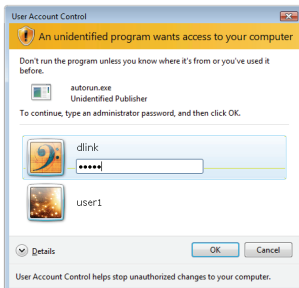 User Account Control
An unidentified program wants access to your computer
Don't run the program unless you know where it's from or you've used it
before.
autorun.exe
Unidentified Publisher
To continue, type an administrator password, and then click OK.
dlink
•••••
user1
Details
OK
Cancel
User Account Control helps stop unauthorized changes to your computer.